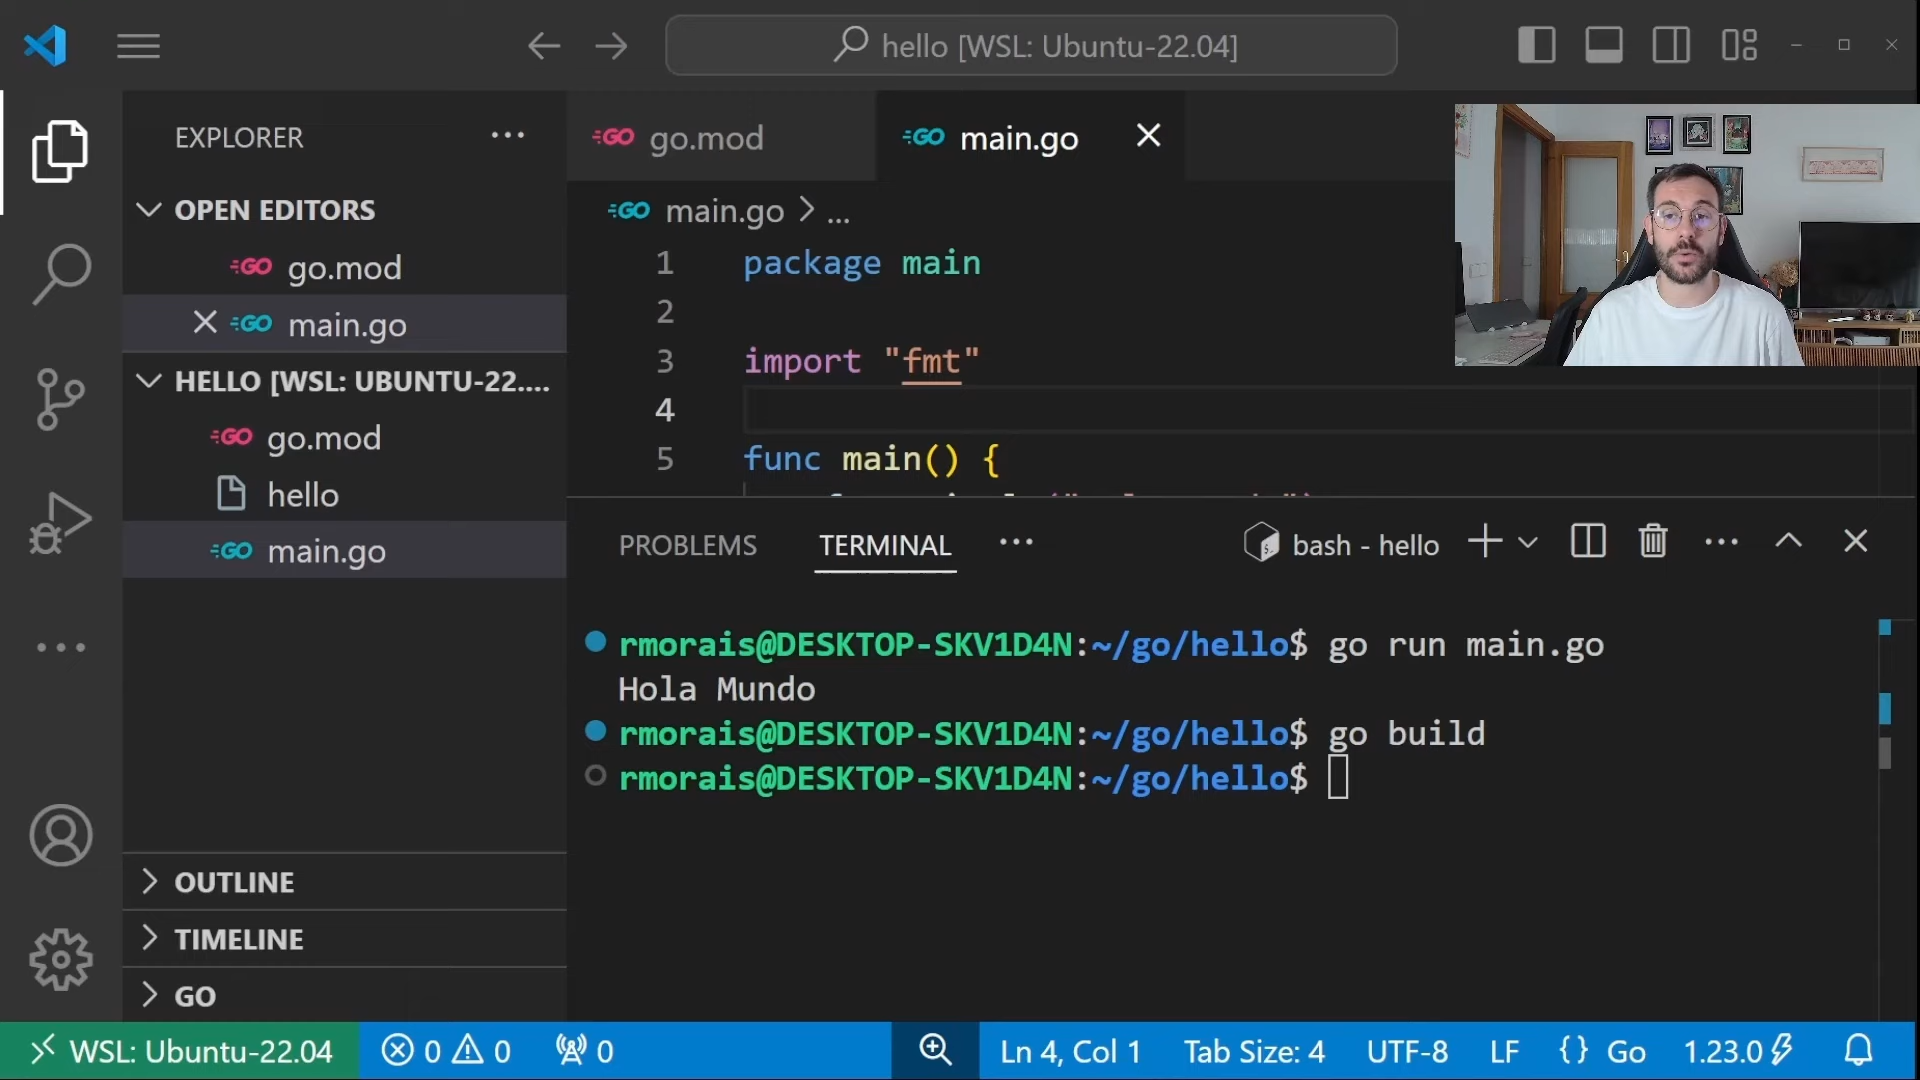 hello [WSL: Ubuntu-22.04]
EXPLORER
OPEN EDITORS
go.mod
main.go
HELLO [WSL: UBUNTU-22....
go.mod
hello
main.go
OUTLINE
TIMELINE
GO
go.mod
main.go
main.go > ...
1 package main
2
3 import "fmt"
4
5 func main() {
PROBLEMS
TERMINAL
bash - hello
rmorais@DESKTOP-SKV1D4N:~/go/hello$ go run main.go
Hola Mundo
rmorais@DESKTOP-SKV1D4N:~/go/hello$ go build
rmorais@DESKTOP-SKV1D4N:~/go/hello$
WSL: Ubuntu-22.04
0
0
0
Ln 4, Col 1
Tab Size: 4
UTF-8
LF
{} Go
1.23.0